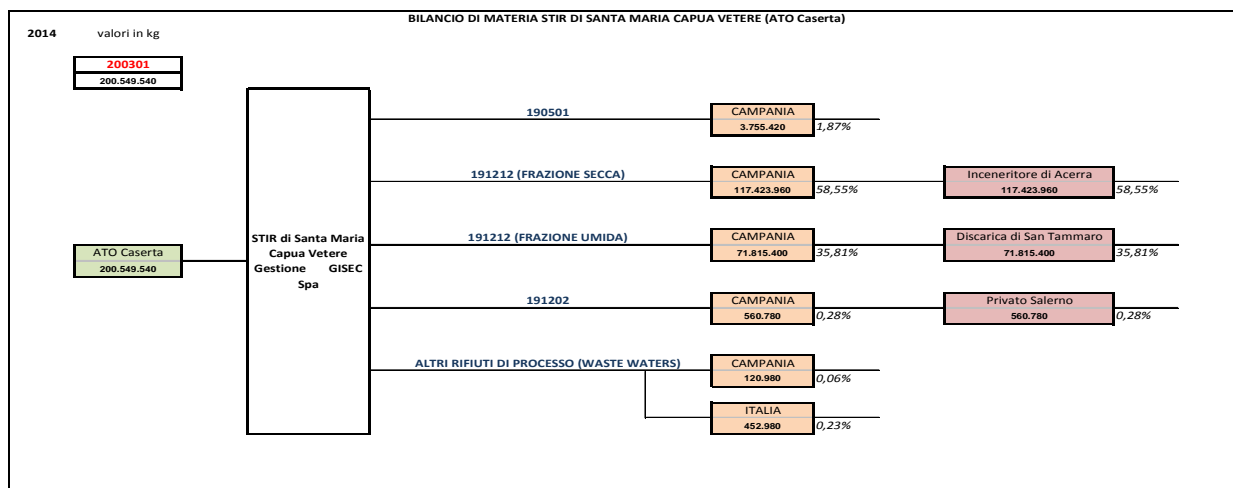 BILANCIO DI MATERIA STIR DI SANTA MARIA CAPUA VETERE (ATO Caserta)
2014 valori in kg
200301
200.549.540
190501
CAMPANIA
3.755.420
1,87%
191212 (FRAZIONE SECCA)
CAMPANIA
117.423.960
58,55%
Inceneritore di Acerra
117.423.960
58,55%
ATO Caserta
200.549.540
STIR di Santa Maria
Capua Vetere
Gestione GISEC
Spa
191212 (FRAZIONE UMIDA)
CAMPANIA
71.815.400
35,81%
Discarica di San Tammaro
71.815.400
35,81%
191202
CAMPANIA
560.780
0,28%
Privato Salerno
560.780
0,28%
ALTRI RIFIUTI DI PROCESSO (WASTE WATERS)
CAMPANIA
120.980
0,06%
ITALIA
452.980
0,23%